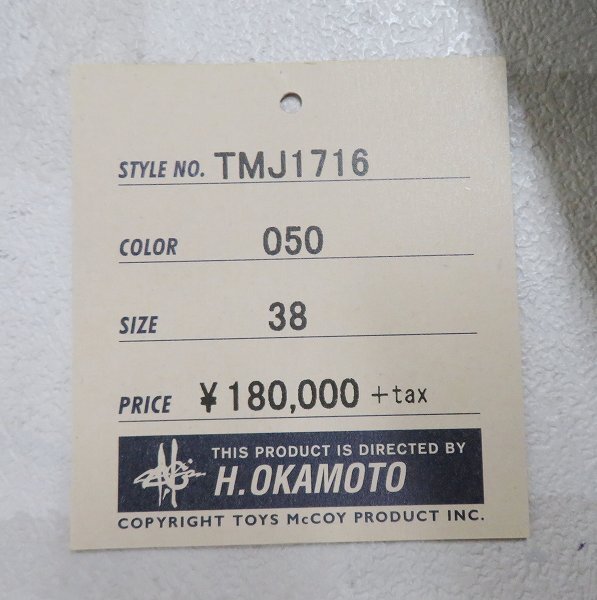 STYLE NO. TMJ1716
COLOR 050
SIZE 38
PRICE ¥180,000 +tax
THIS PRODUCT IS DIRECTED BY
H.OKAMOTO
COPYRIGHT TOYS McCOY PRODUCT INC.